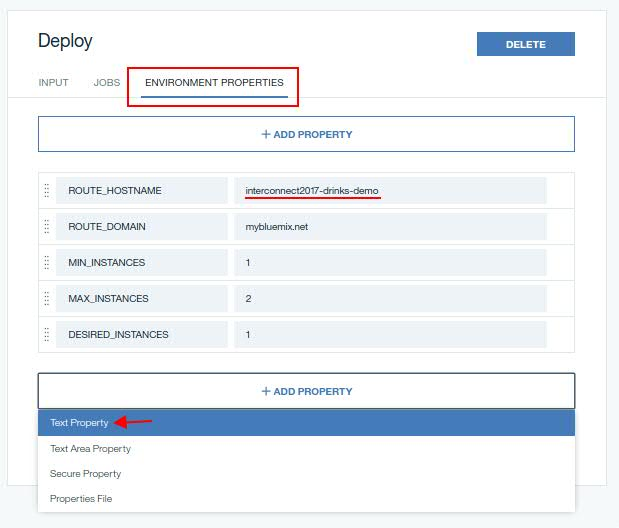 Deploy
DELETE
INPUT JOBS ENVIRONMENT PROPERTIES
+ ADD PROPERTY
ROUTE_HOSTNAME interconnect2017-drinks-demo
ROUTE_DOMAIN mybluemix.net
MIN_INSTANCES 1
MAX_INSTANCES 2
DESIRED_INSTANCES 1
+ ADD PROPERTY
Text Property
Text Area Property
Secure Property
Properties File